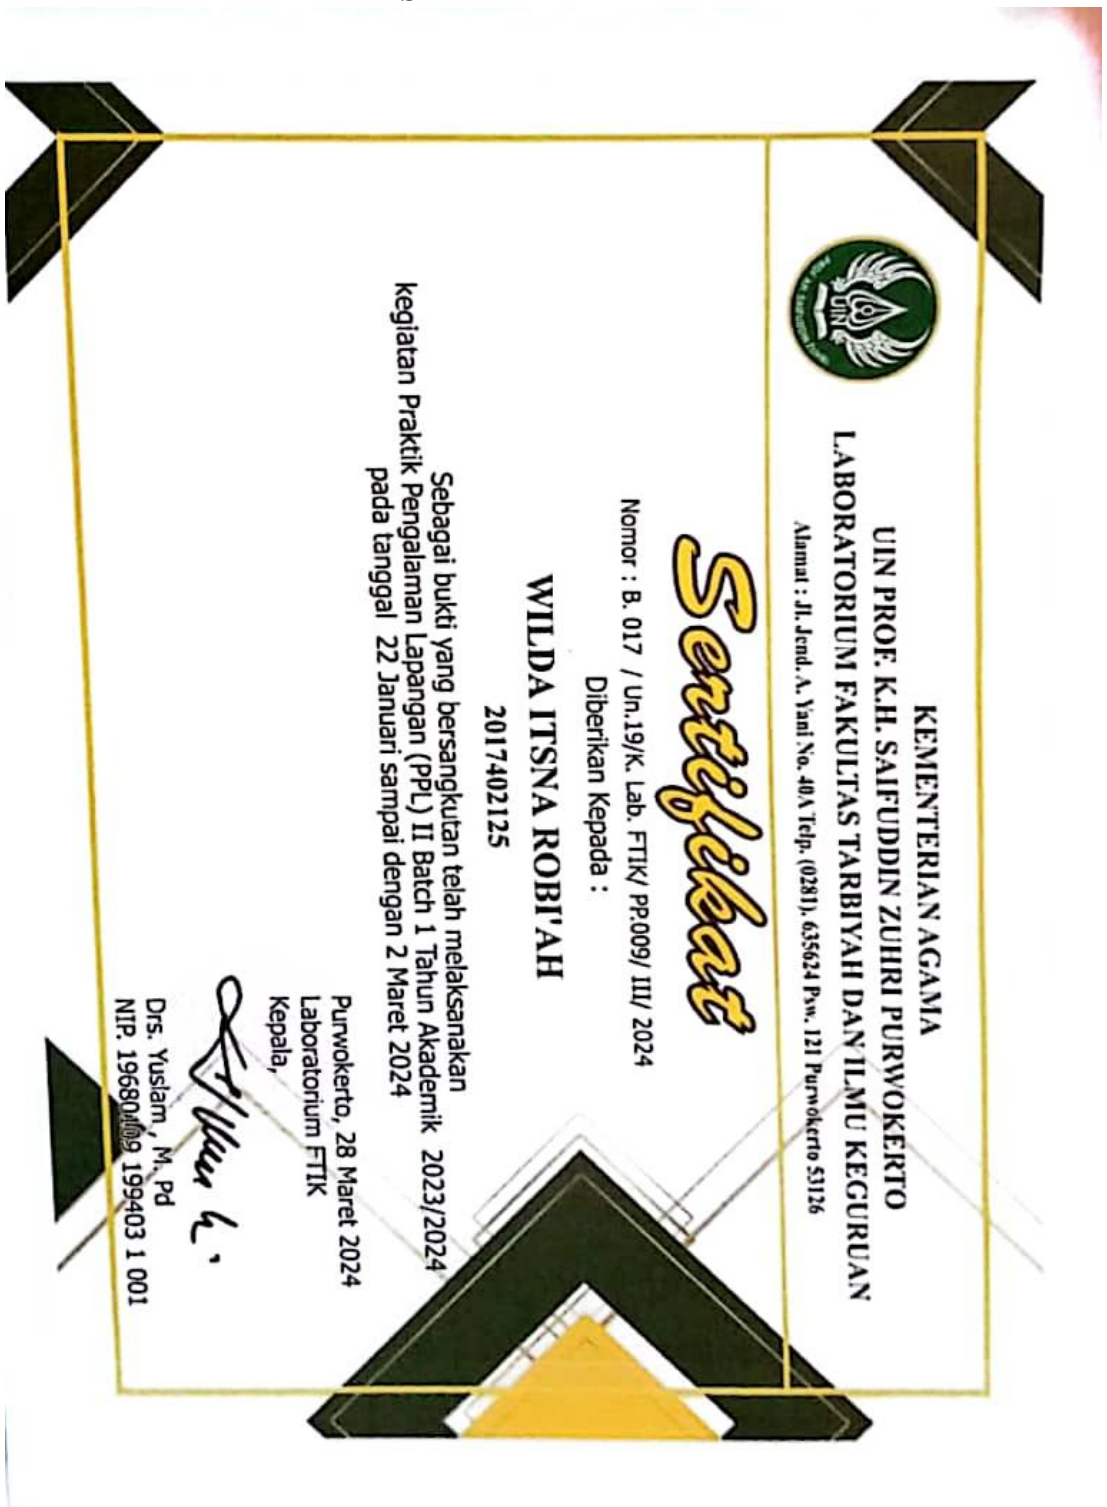 KEMENTERIAN AGAMA
UIN PROF. K.H. SAIFUDDIN ZUHRI PURWOKERTO
LABORATORIUM FAKULTAS TARBIYAH DAN ILMU KEGURUAN
Alamat : Jl. Jend. A. Yani No. 40A Telp. (0281). 635624 Psw. 121 Purwokerto 53126
UIN
Sertifikat
Nomor : B. 017 / Un.19/K. Lab. FTIK/ PP.009/ III/ 2024
Diberikan Kepada :
WILDA ITSNA ROBI'AH
2017402125
Sebagai bukti yang bersangkutan telah melaksanakan
kegiatan Praktik Pengalaman Lapangan (PPL) II Batch 1 Tahun Akademik 2023/2024
pada tanggal 22 Januari sampai dengan 2 Maret 2024
Purwokerto, 28 Maret 2024
Laboratorium FTIK
Kepala,
Drs. Yuslam, M. Pd
NIP. 19680409 199403 1 001